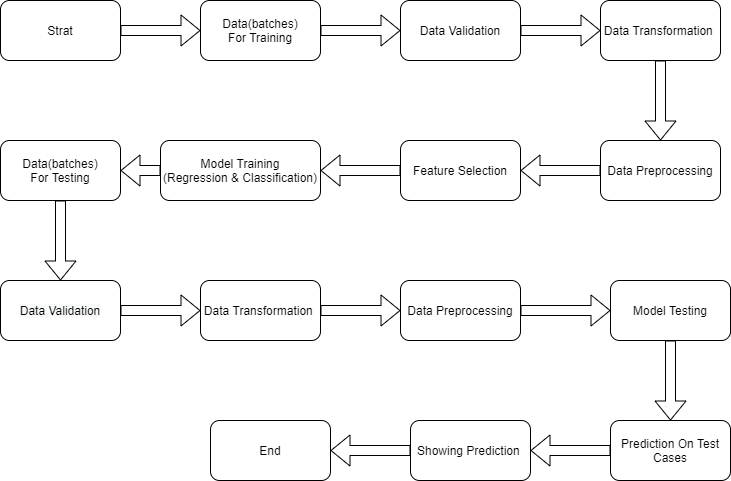 Strat
Data(batches)
For Training
Data Validation
Data Transformation
Data Preprocessing
Feature Selection
Model Training
(Regression & Classification)
Data(batches)
For Testing
Data Validation
Data Transformation
Data Preprocessing
Model Testing
Prediction On Test
Cases
Showing Prediction
End